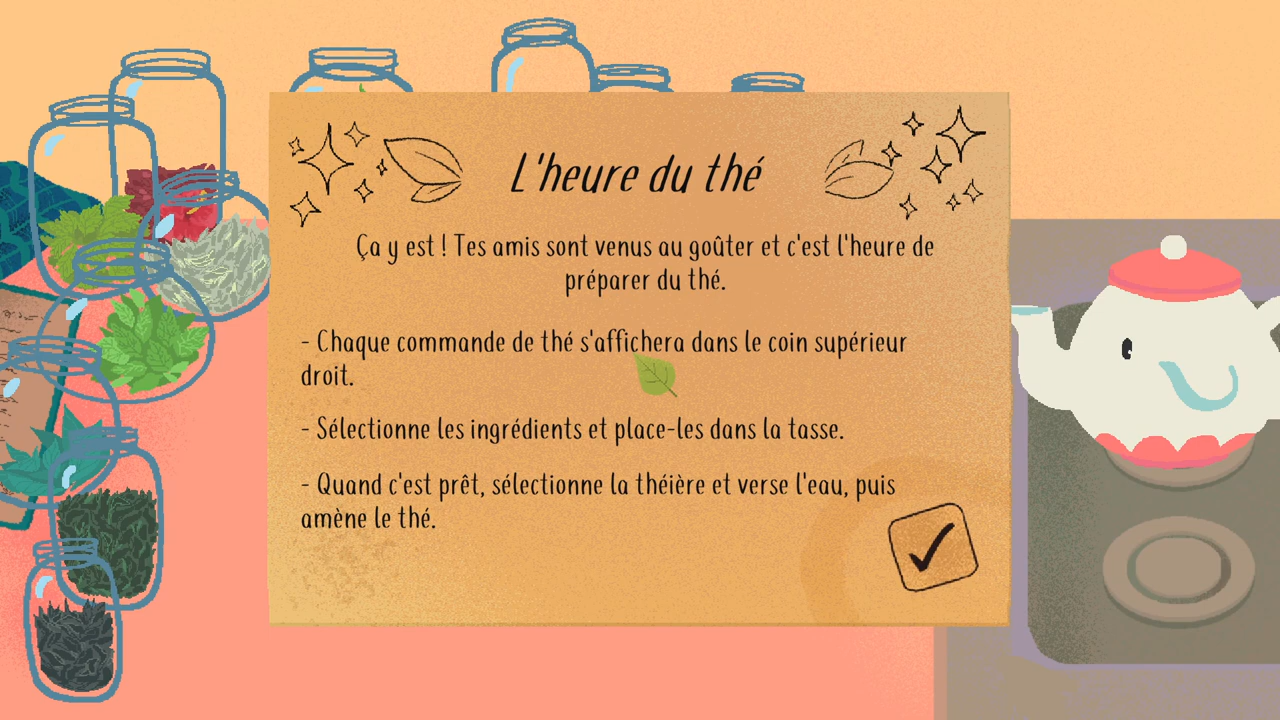 L'heure du thé
Ça y est ! Tes amis sont venus au goûter et c'est l'heure de
préparer du thé.
- Chaque commande de thé s'affichera dans le coin supérieur
droit.
- Sélectionne les ingrédients et place-les dans la tasse.
- Quand c'est prêt, sélectionne la théière et verse l'eau, puis
amène le thé.